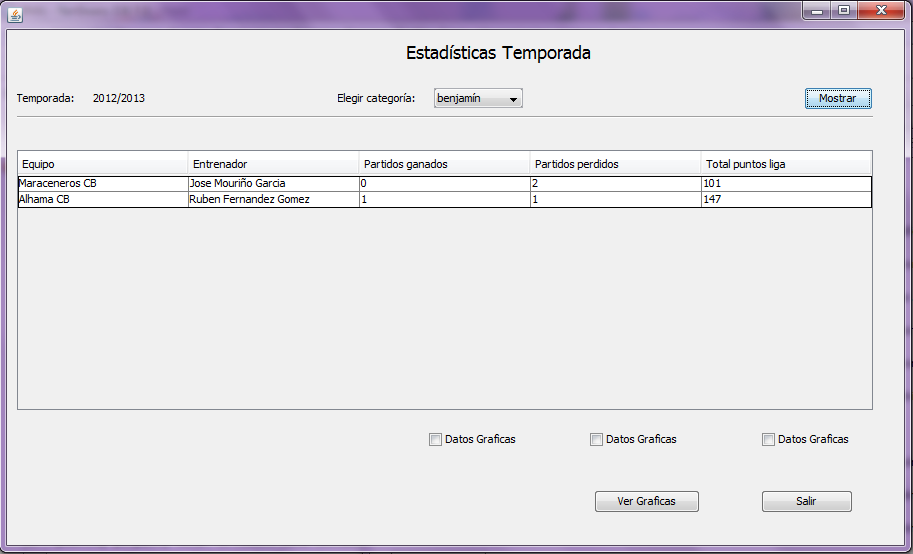 Estadísticas Temporada
Temporada: 2012/2013 Elegir categoría: benjamín Mostrar
Equipo Entrenador Partidos ganados Partidos perdidos Total puntos liga
Maraceneros CB Jose Mouriño Garcia 0 2 101
Alhama CB Ruben Fernandez Gomez 1 1 147
Datos Graficas Datos Graficas Datos Graficas
Ver Graficas Salir